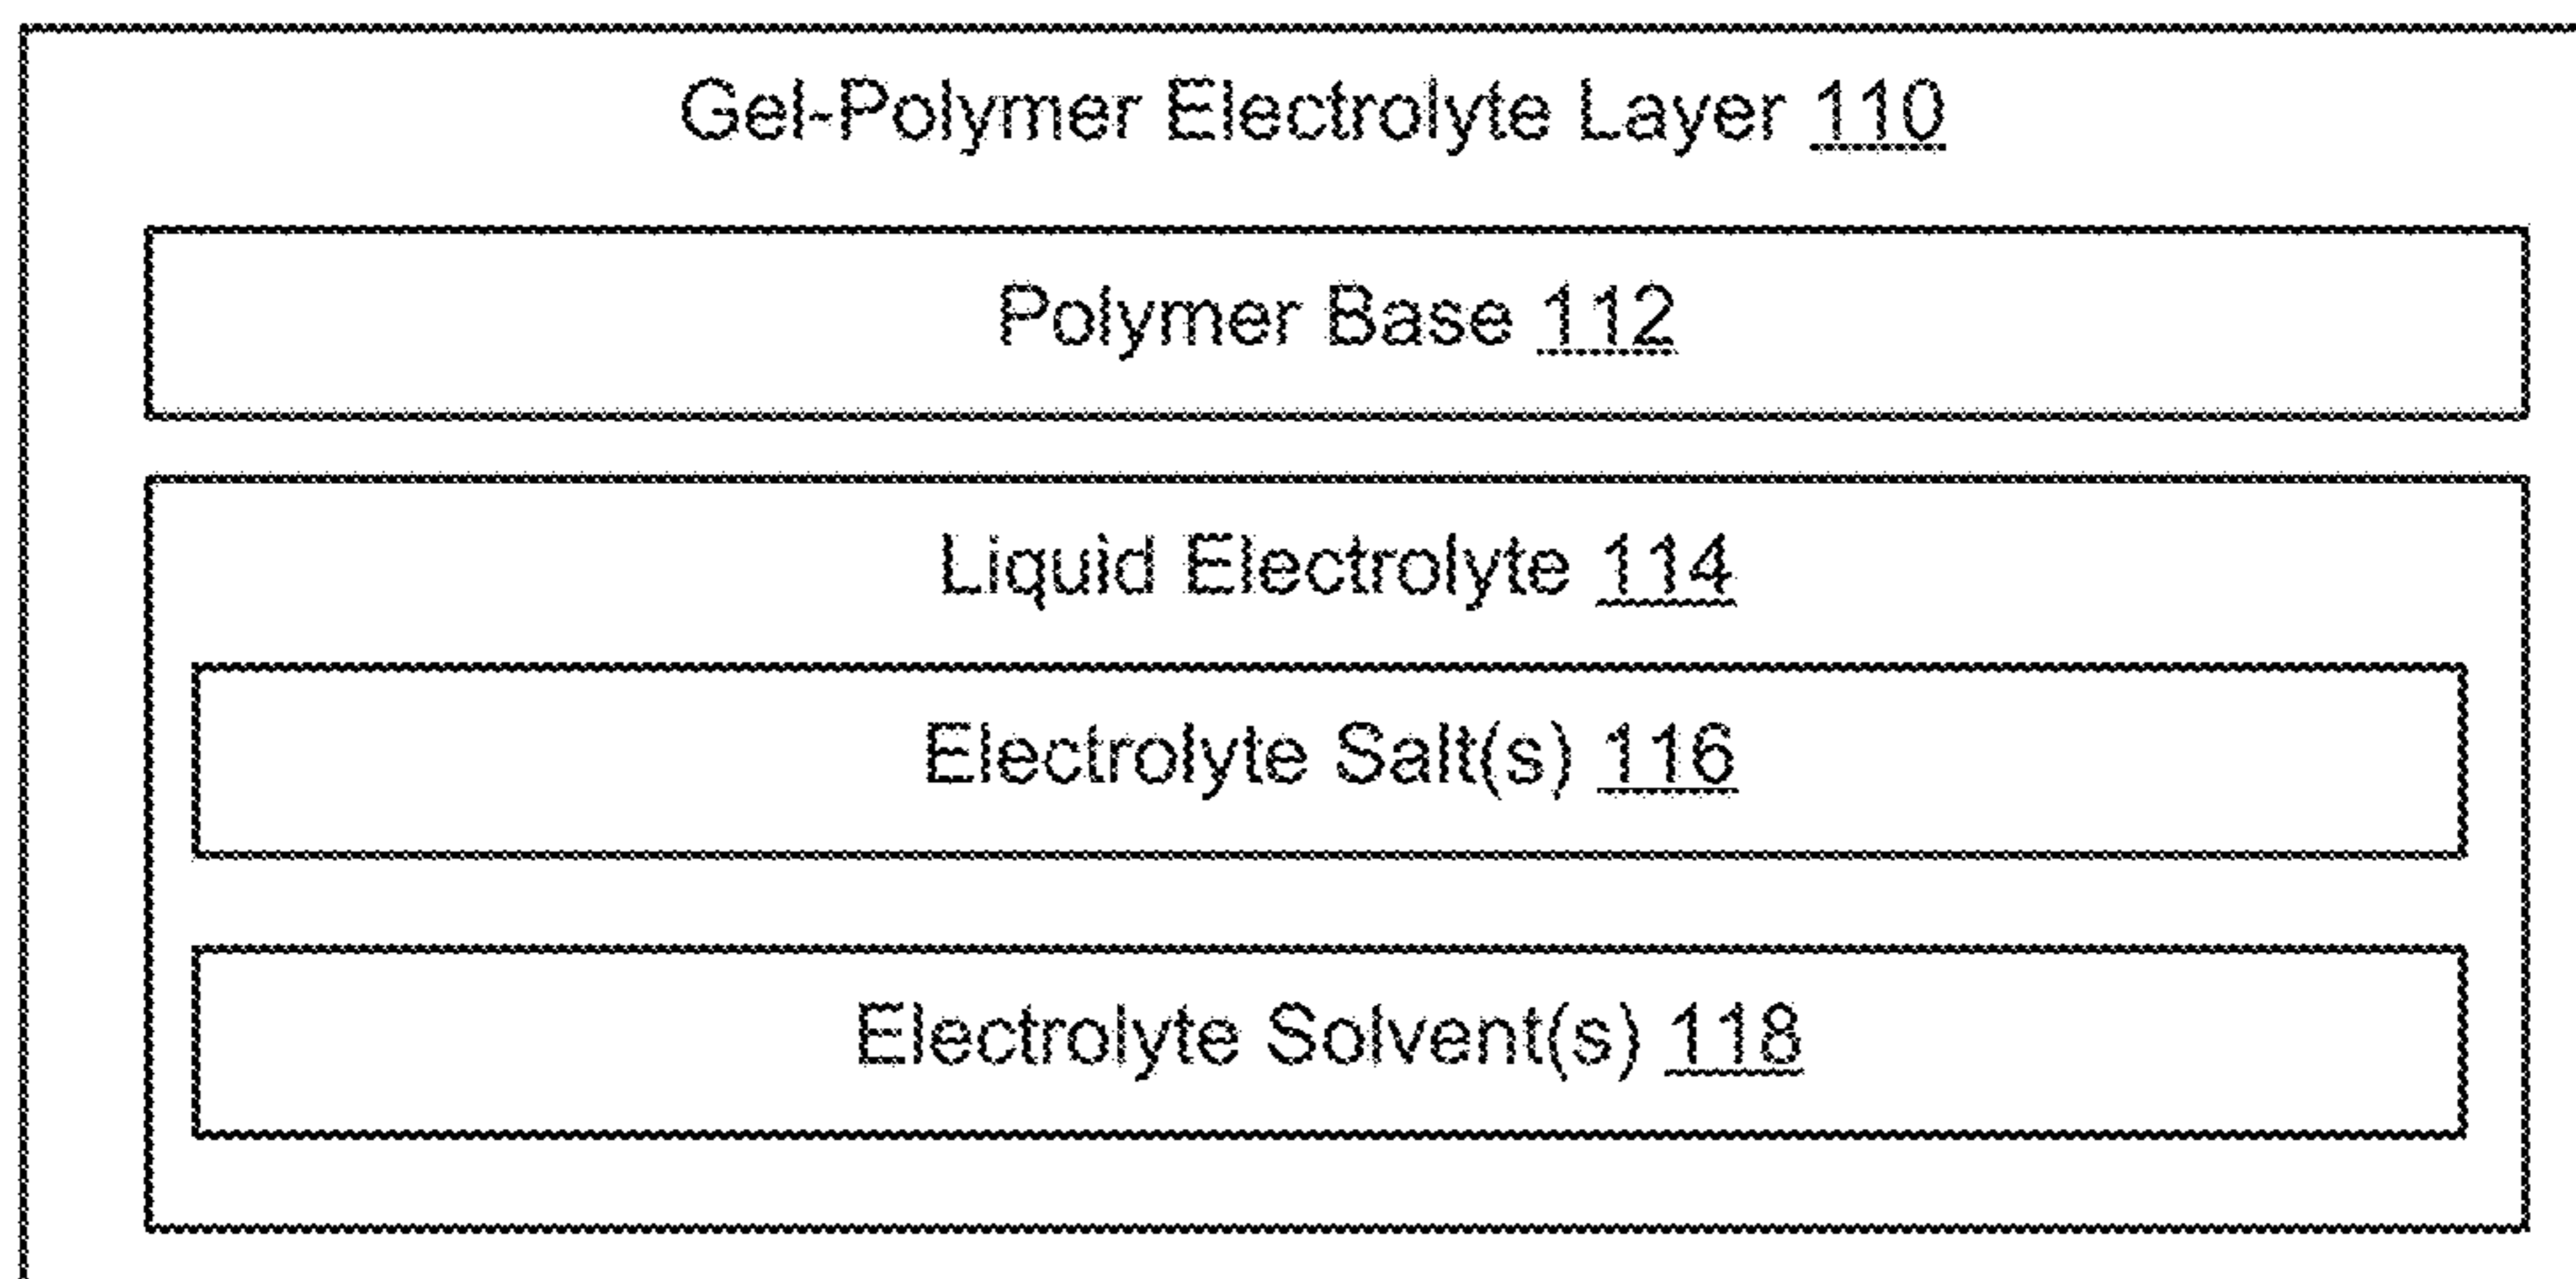 Gel-Polymer Electrolyte Layer 110
Polymer Base 112
Liquid Electrolyte 114
Electrolyte Salt(s) 116
Electrolyte Solvent(s) 118